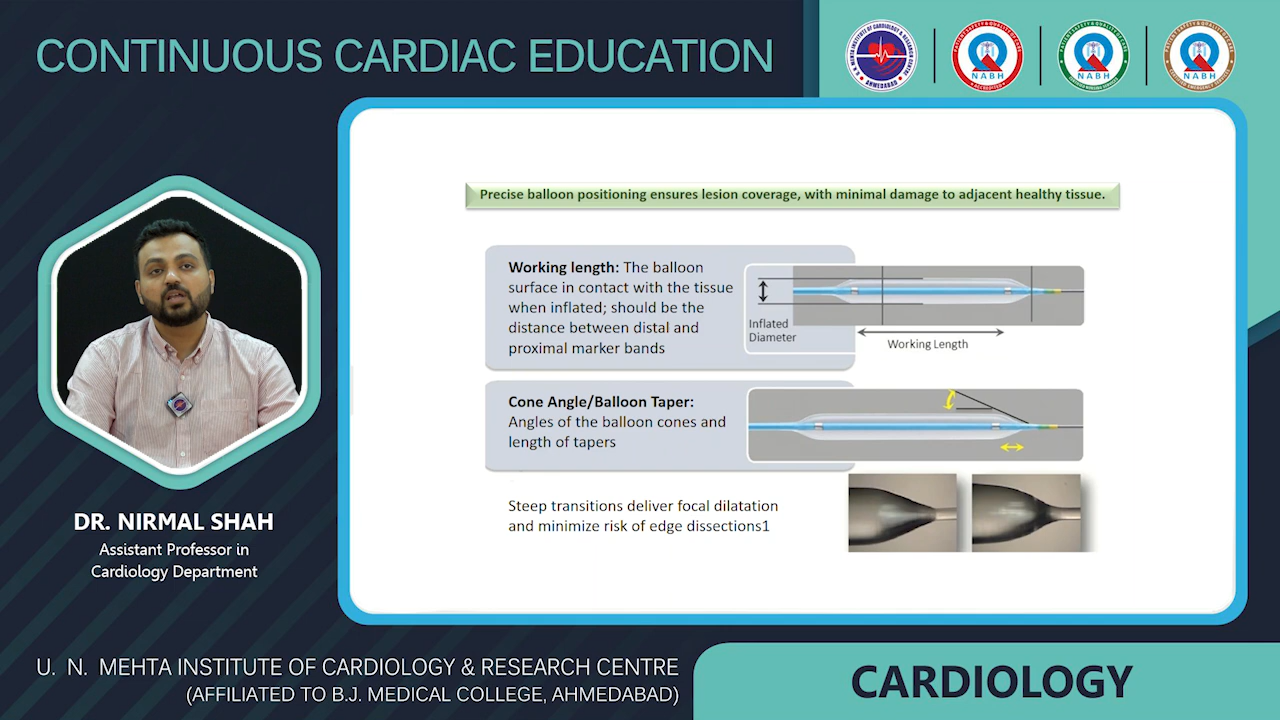 CONTINUOUS CARDIAC EDUCATION
AHMEDABAD
NABH
NABH
NABH
Precise balloon positioning ensures lesion coverage, with minimal damage to adjacent healthy tissue.
Working length: The balloon
surface in contact with the tissue
when inflated; should be the
distance between distal and
proximal marker bands
Inflated
Diameter
Working Length
Cone Angle/Balloon Taper:
Angles of the balloon cones and
length of tapers
Steep transitions deliver focal dilatation
and minimize risk of edge dissections1
DR. NIRMAL SHAH
Assistant Professor in
Cardiology Department
U. N. MEHTA INSTITUTE OF CARDIOLOGY & RESEARCH CENTRE
(AFFILIATED TO B.J. MEDICAL COLLEGE, AHMEDABAD)
CARDIOLOGY